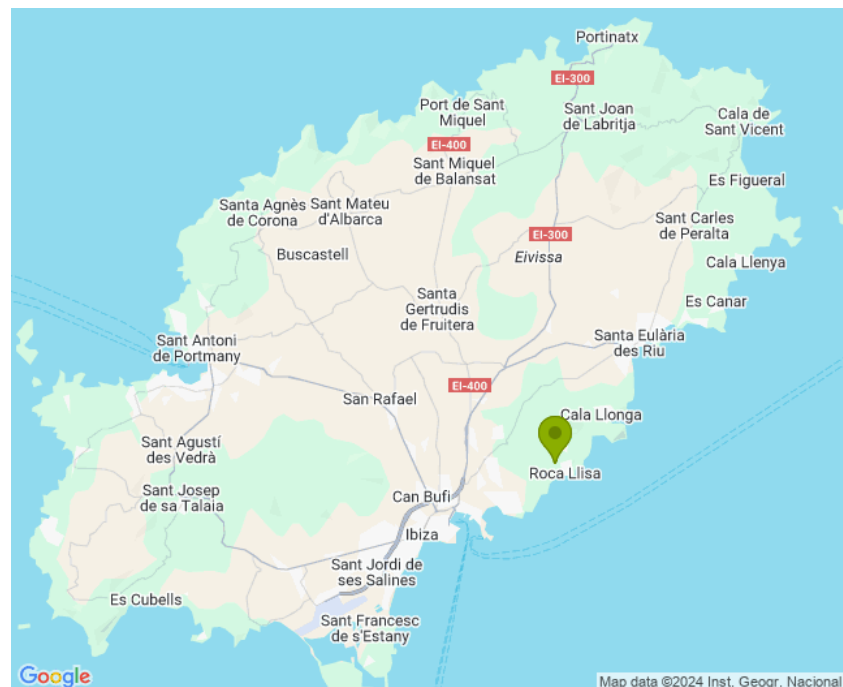 Portinatx
EI-300
Port de Sant
Miquel
Sant Joan
de Labritja
Cala de
Sant Vicent
EI-400
Sant Miquel
de Balansat
Es Figueral
Santa Agnès
de Corona
Sant Mateu
d'Albarca
Sant Carles
de Peralta
EI-300
Buscastell
Eivissa
Cala Llenya
Santa
Gertrudis
de Fruitera
Es Canar
Sant Antoni
de Portmany
Santa Eulària
des Riu
EI-400
San Rafael
Cala Llonga
Sant Agustí
des Vedrà
Roca Llisa
Sant Josep
de sa Talaia
Can Bufi
Ibiza
Sant Jordi de
ses Salines
Es Cubells
Sant Francesc
de s'Estany
Google
Map data ©2024 Inst. Geogr. Nacional